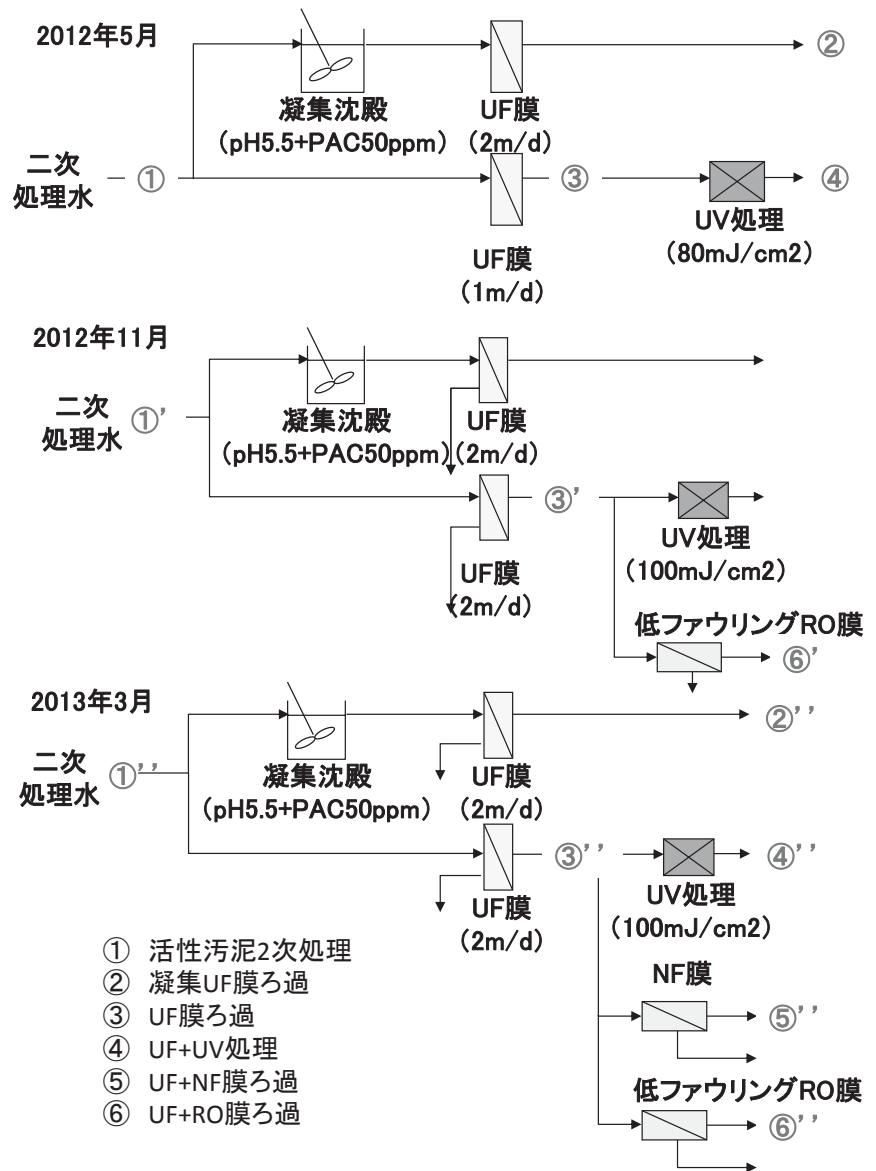 2012年5月
②
凝集沈殿
(pH5.5+PAC50ppm)
UF膜
(2m/d)
二次
処理水
①
③
④
UV処理
(80mJ/cm2)
UF膜
(1m/d)
2012年11月
二次
処理水
①'
凝集沈殿
(pH5.5+PAC50ppm)
UF膜
(2m/d)
③'
UV処理
(100mJ/cm2)
UF膜
(2m/d)
低ファウリングRO膜
⑥'
2013年3月
②''
二次
処理水
①''
凝集沈殿
(pH5.5+PAC50ppm)
UF膜
(2m/d)
③''
④''
UV処理
(100mJ/cm2)
UF膜
(2m/d)
NF膜
⑤''
低ファウリングRO膜
⑥''
① 活性汚泥2次処理
② 凝集UF膜ろ過
③ UF膜ろ過
④ UF+UV処理
⑤ UF+NF膜ろ過
⑥ UF+RO膜ろ過